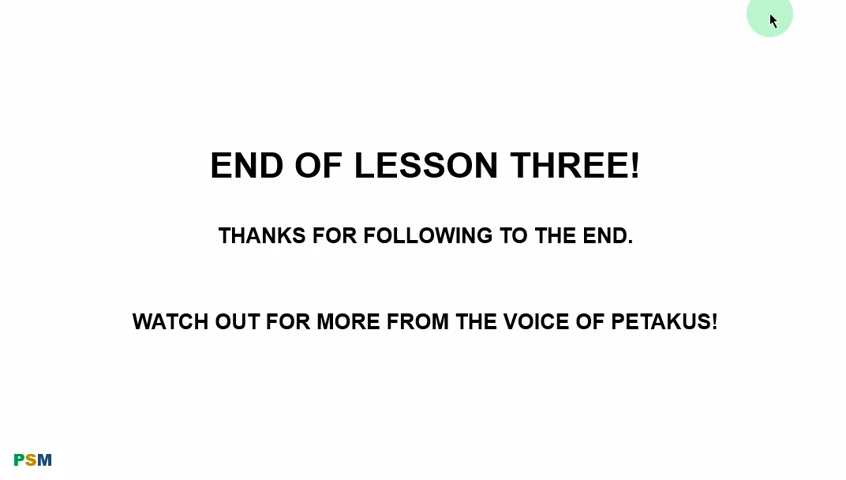 END OF LESSON THREE!
THANKS FOR FOLLOWING TO THE END.
WATCH OUT FOR MORE FROM THE VOICE OF PETAKUS!
PSM